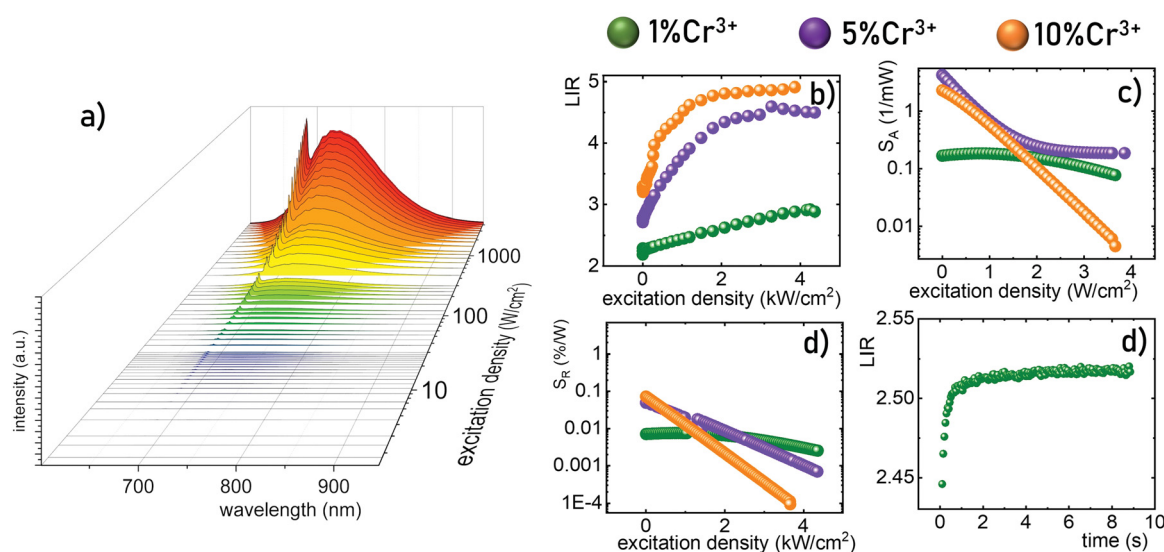 1%Cr³⁺ 5%Cr³⁺ 10%Cr³⁺
a)
intensity (a.u.)
700 800 900
wavelength (nm)
10 100 1000
excitation density (W/cm²)
b)
LIR
5
4
3
2
0 2 4
excitation density (kW/cm²)
c)
S_A (1/mW)
1
0.1
0.01
0 1 2 3 4
excitation density (W/cm²)
d)
S_R (%/W)
1
0.1
0.01
0.001
1E-4
0 2 4
excitation density (kW/cm²)
d)
LIR
2.55
2.50
2.45
0 2 4 6 8 10
time (s)